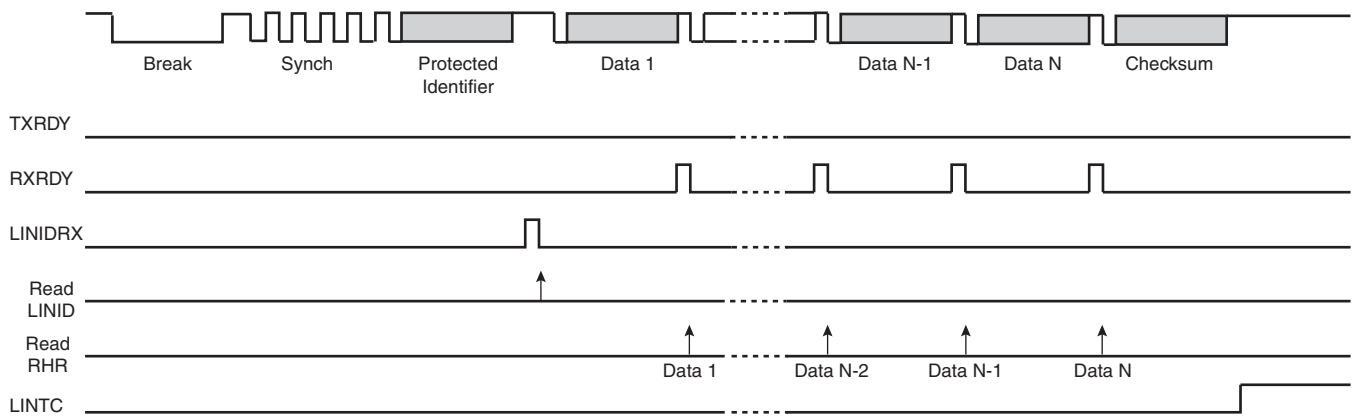 Break
Synch
Protected
Identifier
Data 1
Data N-1
Data N
Checksum
TXRDY
RXRDY
LINIDRX
Read
LINID
Read
RHR
Data 1
Data N-2
Data N-1
Data N
LINTC